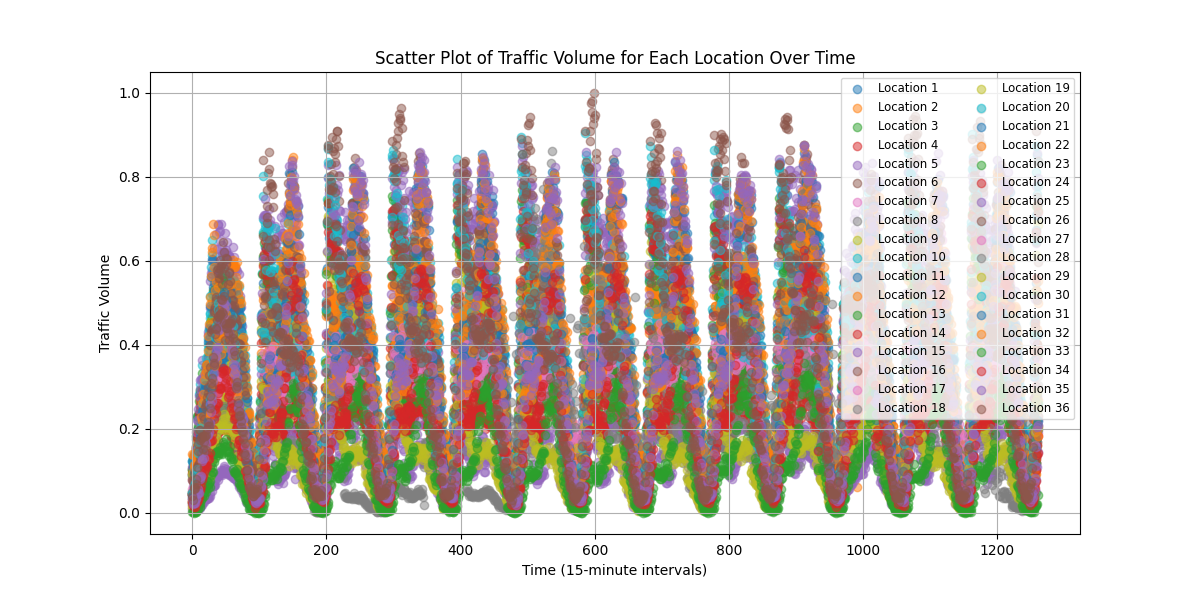 Scatter Plot of Traffic Volume for Each Location Over Time
Traffic Volume
1.0
0.8
0.6
0.4
0.2
0.0
0
200
400
600
800
1000
1200
Time (15-minute intervals)
Location 1
Location 2
Location 3
Location 4
Location 5
Location 6
Location 7
Location 8
Location 9
Location 10
Location 11
Location 12
Location 13
Location 14
Location 15
Location 16
Location 17
Location 18
Location 19
Location 20
Location 21
Location 22
Location 23
Location 24
Location 25
Location 26
Location 27
Location 28
Location 29
Location 30
Location 31
Location 32
Location 33
Location 34
Location 35
Location 36